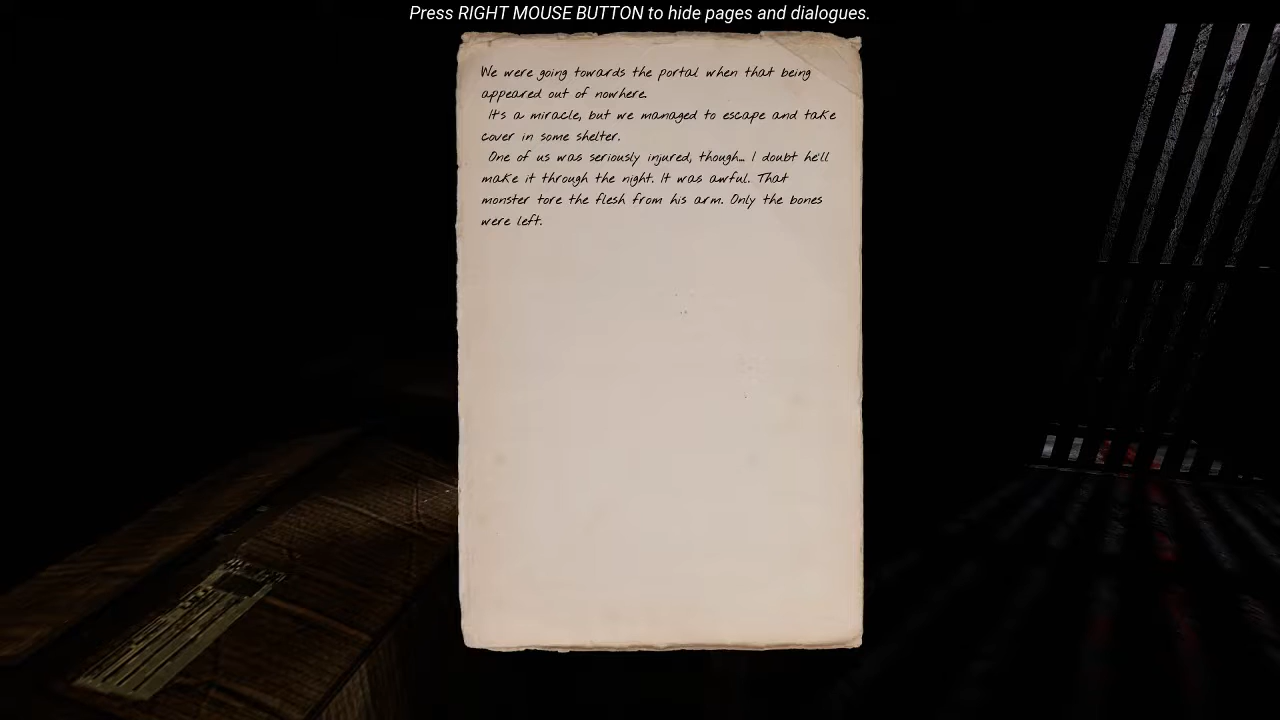 Press RIGHT MOUSE BUTTON to hide pages and dialogues.
We were going towards the portal when that being
appeared out of nowhere.
It's a miracle, but we managed to escape and take
cover in some shelter.
One of us was seriously injured, though... I doubt he'll
make it through the night. It was awful. That
monster tore the flesh from his arm. Only the bones
were left.